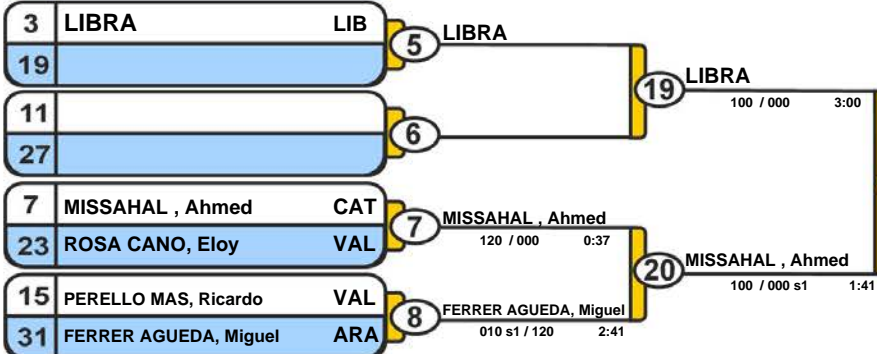 3 LIBRA LIB
19
5
LIBRA
11
27
6
19
LIBRA
100 / 000 3:00
7 MISSAHAL , Ahmed CAT
23 ROSA CANO, Eloy VAL
7
MISSAHAL , Ahmed
120 / 000 0:37
15 PERELLO MAS, Ricardo VAL
31 FERRER AGUEDA, Miguel ARA
8
FERRER AGUEDA, Miguel
010 s1 / 120 2:41
20
MISSAHAL , Ahmed
100 / 000 s1 1:41